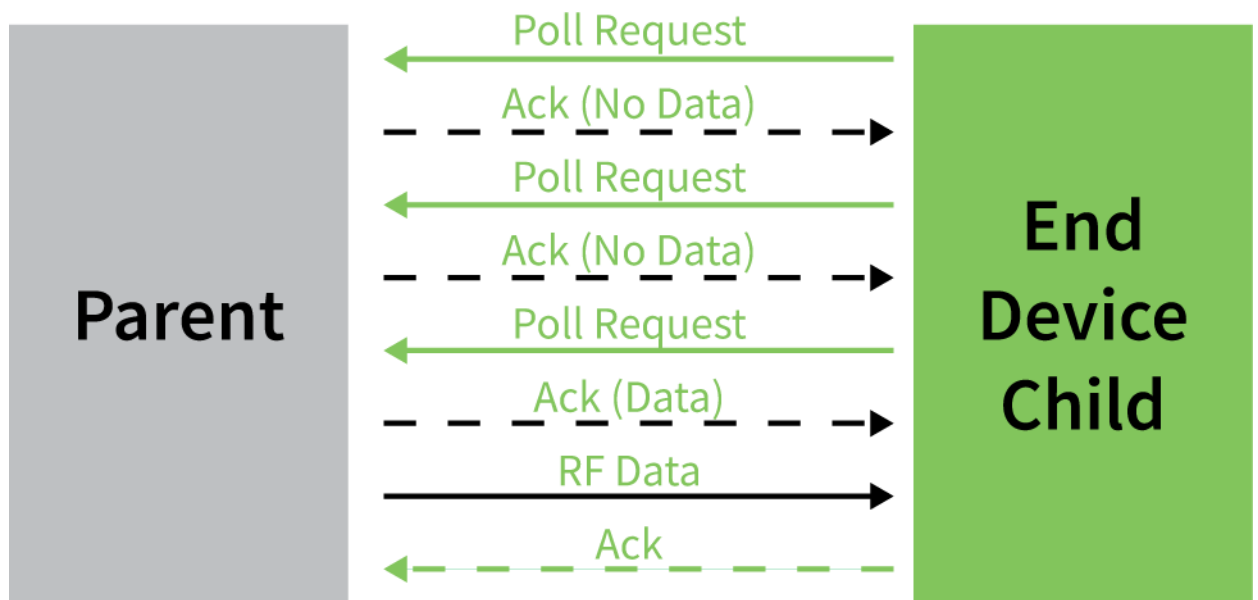 Poll Request
Ack (No Data)
Poll Request
Ack (No Data)
Parent
Poll Request
Ack (Data)
RF Data
Ack
End
Device
Child